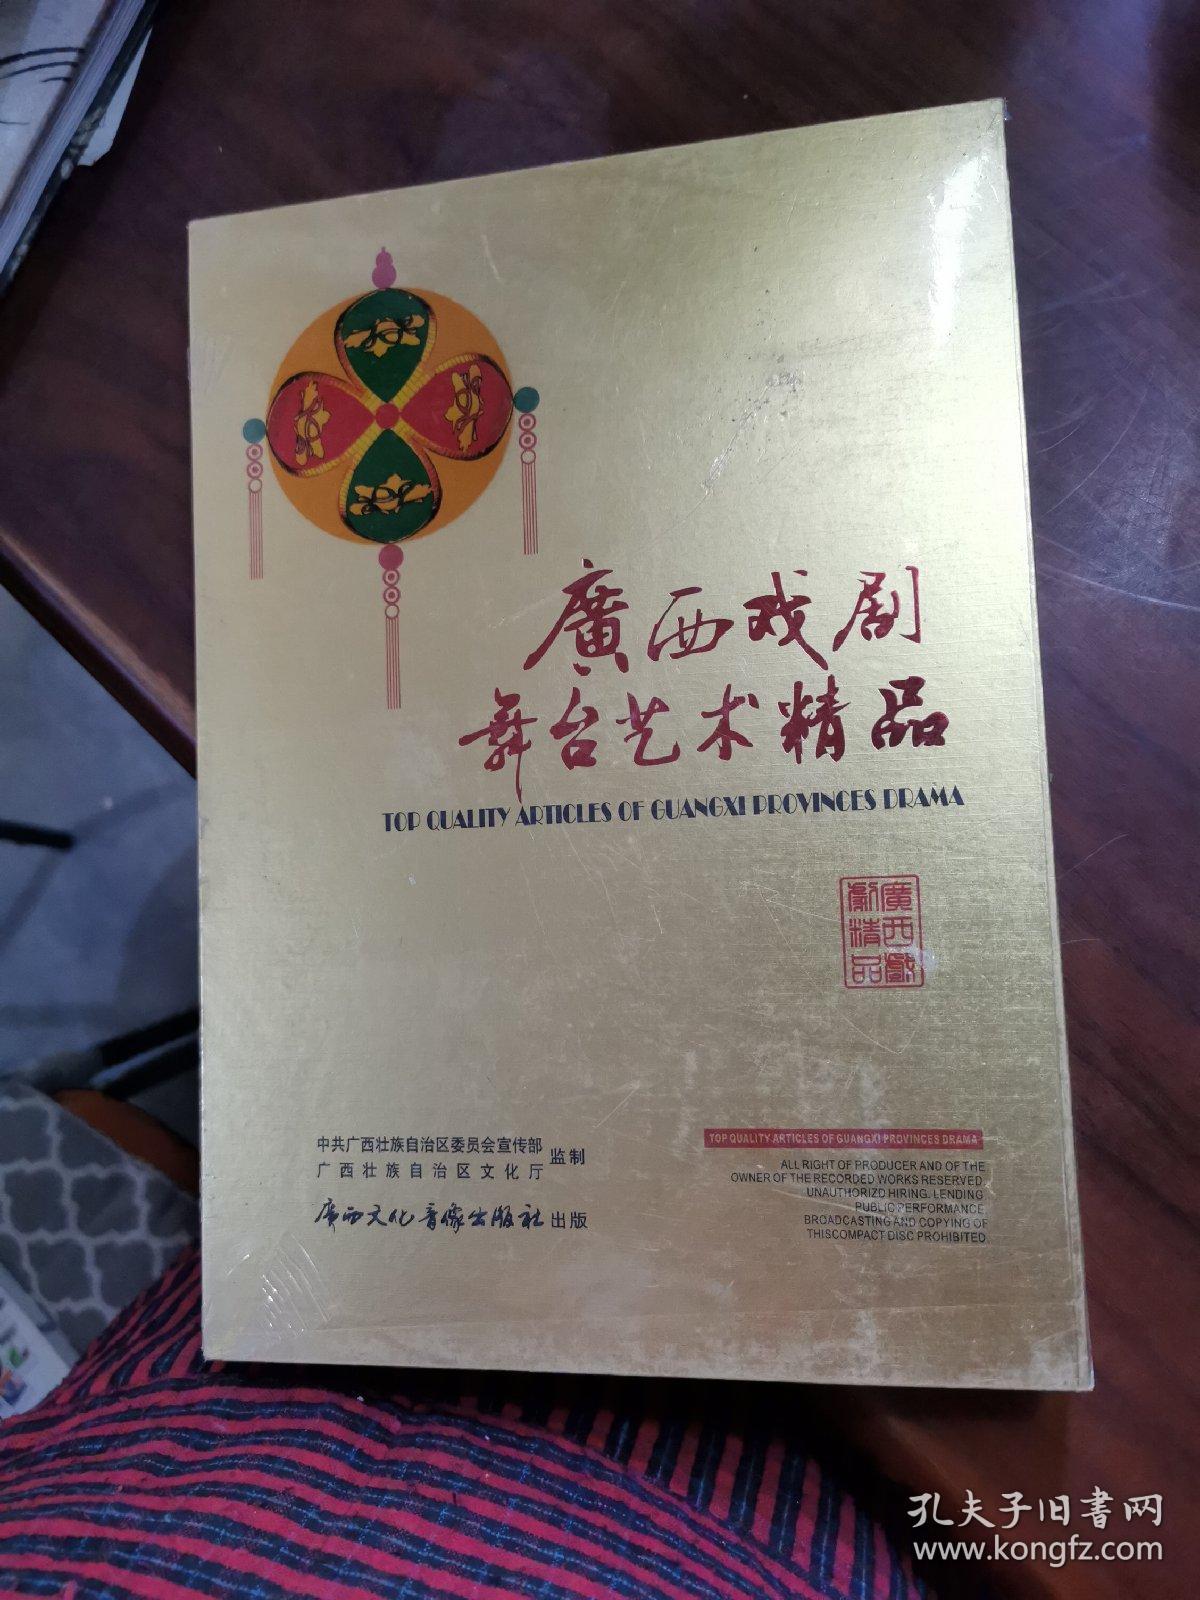 廣西戏剧
舞台艺术精品
TOP QUALITY ARTICLES OF GUANGXI PROVINCES DRAMA
廣西戲
劇精品
中共广西壮族自治区委员会宣传部
广西壮族自治区文化厅
监制
廣西文化音像出版社 出版
TOP QUALITY ARTICLES OF GUANGXI PROVINCES DRAMA
ALL RIGHT OF PRODUCER AND OF THE
OWNER OF THE RECORDED WORKS RESERVED.
UNAUTHORIZD HIRING. LENDING
PUBLIC PERFORMANCE.
BROADCASTING AND COPYING OF
THISCOMPACT DISC PROHIBITED
孔夫子旧书网
www.kongfz.com